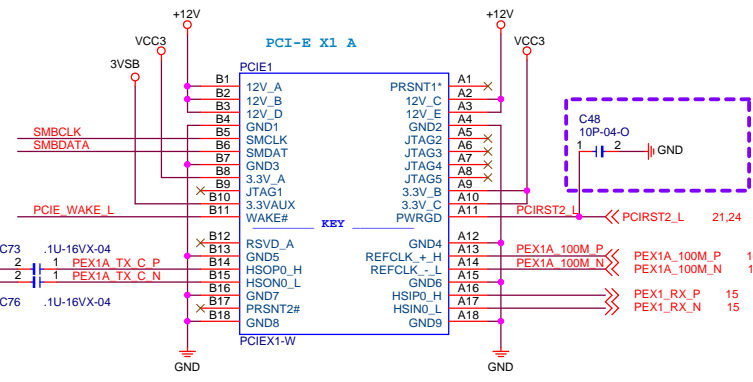 +12V
+12V
PCI-E X1 A
VCC3
VCC3
3VSB
PCIE1
B1 12V_A PRSNT1* A1
B2 12V_B 12V_C A2
B3 12V_D 12V_E A3
B4 GND1 GND2 A4
SMBCLK B5 SMCLK JTAG2 A5
SMBDATA B6 SMDAT JTAG3 A6
B7 GND3 JTAG4 A7
B8 3.3V_A JTAG5 A8
B9 JTAG1 3.3V_B A9
B10 3.3VAUX 3.3V_C A10
PCIE_WAKE_L B11 WAKE# PWRGD A11 PCIRST2_L PCIRST2_L 21,24
KEY
C48
10P-04-O
1 2 GND
B12 RSVD_A GND4 A12
C73 .1U-16VX-04 B13 GND5 REFCLK_+_H A13 PEX1A_100M_P PEX1A_100M_P 1
2 1 PEX1A_TX_C_P B14 HSOP0_H REFCLK_-_L A14 PEX1A_100M_N PEX1A_100M_N 1
2 1 PEX1A_TX_C_N B15 HSON0_L GND6 A15
B16 GND7 HSIP0_H A16 PEX1_RX_P 15
C76 .1U-16VX-04 B17 PRSNT2# HSIN0_L A17 PEX1_RX_N 15
B18 GND8 GND9 A18
PCIEX1-W
GND
GND